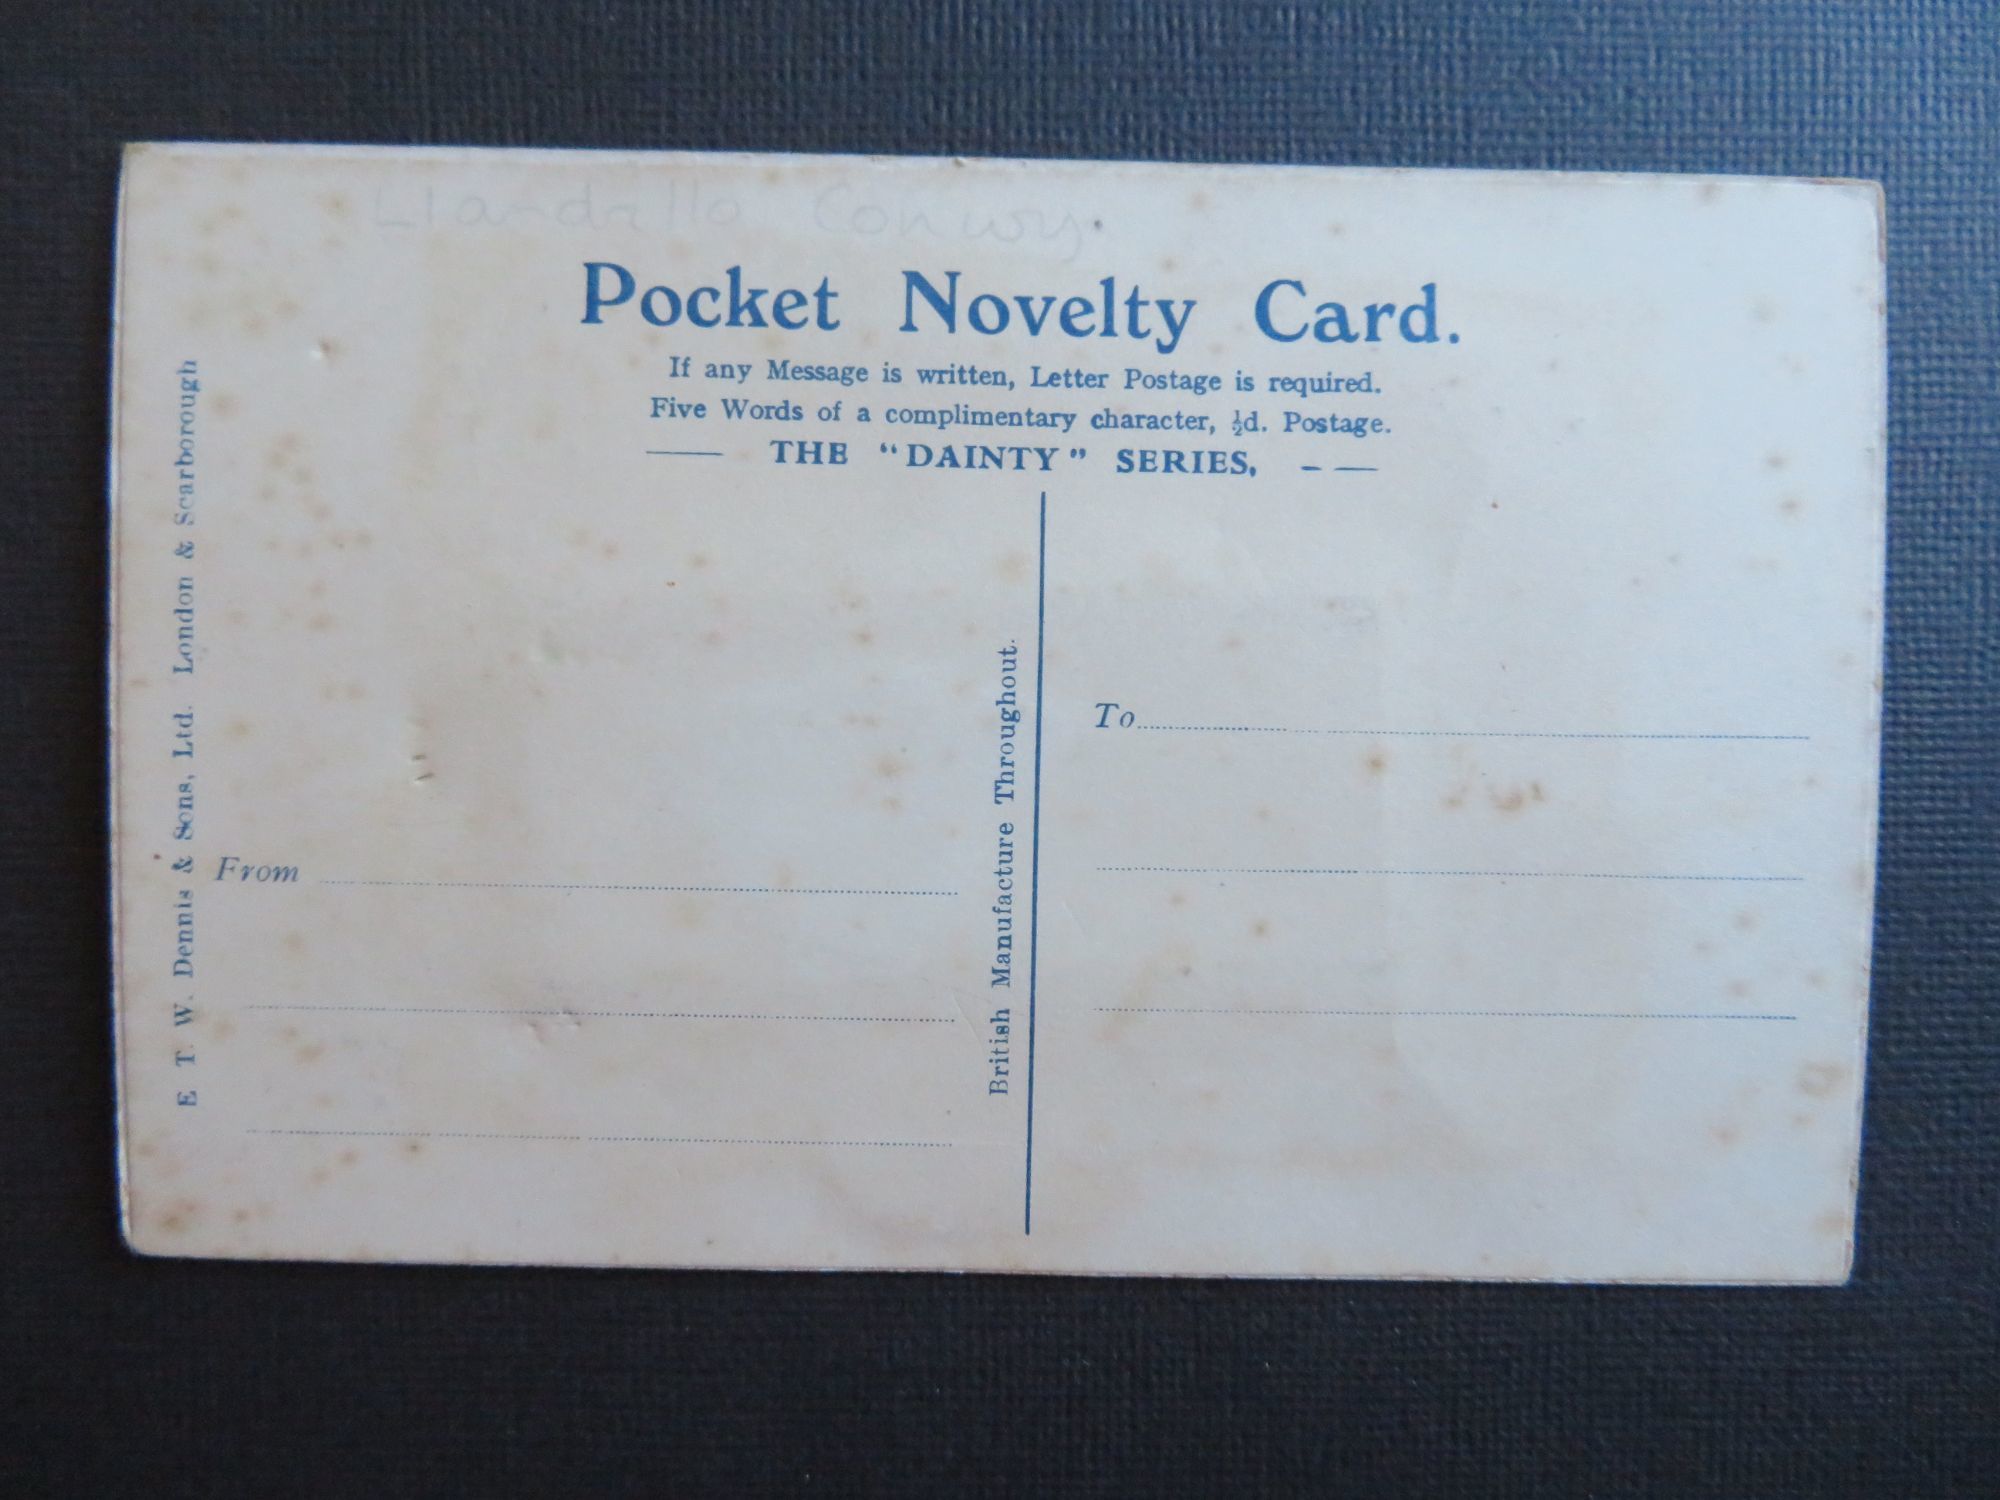 Llandrillo Conwy.
Pocket Novelty Card.
If any Message is written, Letter Postage is required.
Five Words of a complimentary character, ½d. Postage.
THE "DAINTY" SERIES.
E. T. W. Dennis & Sons, Ltd. London & Scarborough
From
British Manufacture Throughout.
To